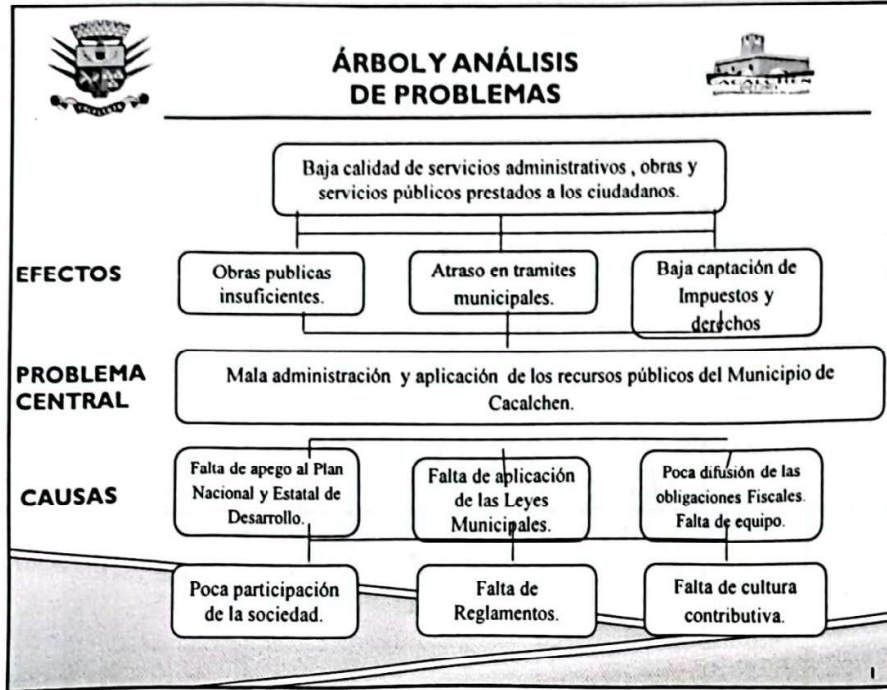 ÁRBOL Y ANÁLISIS
DE PROBLEMAS
CACALCHEN
Baja calidad de servicios administrativos , obras y
servicios públicos prestados a los ciudadanos.
EFECTOS
Obras publicas
insuficientes.
Atraso en tramites
municipales.
Baja captación de
Impuestos y
derechos
PROBLEMA
CENTRAL
Mala administración y aplicación de los recursos públicos del Municipio de
Cacalchen.
CAUSAS
Falta de apego al Plan
Nacional y Estatal de
Desarrollo.
Falta de aplicación
de las Leyes
Municipales.
Poca difusión de las
obligaciones Fiscales.
Falta de equipo.
Poca participación
de la sociedad.
Falta de
Reglamentos.
Falta de cultura
contributiva.
1